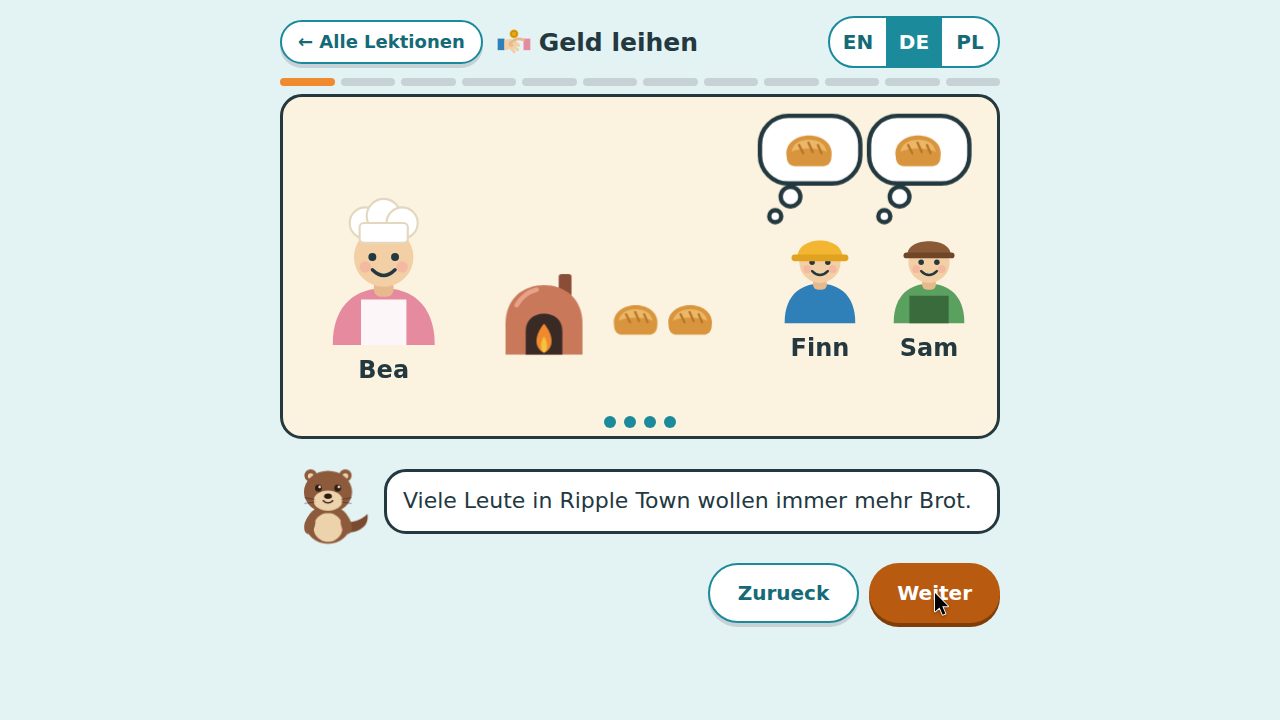 ← Alle Lektionen
Geld leihen
EN DE PL
Bea
Finn
Sam
Viele Leute in Ripple Town wollen immer mehr Brot.
Zurueck
Weiter